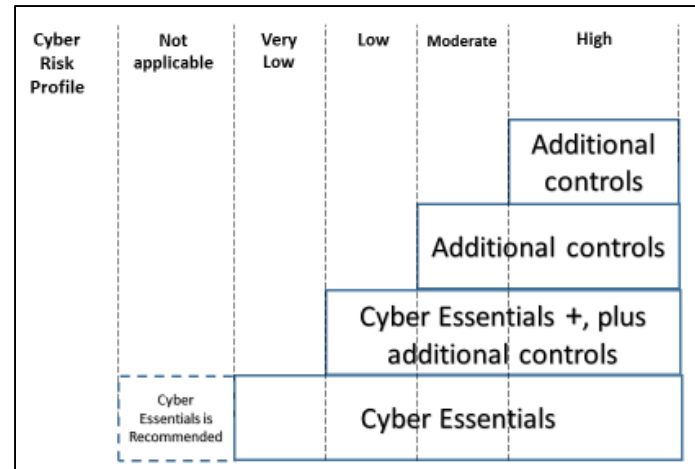 Cyber
Risk
Profile
Not
applicable
Very
Low
Low
Moderate
High
Additional
controls
Additional controls
Cyber Essentials +, plus
additional controls
Cyber
Essentials is
Recommended
Cyber Essentials